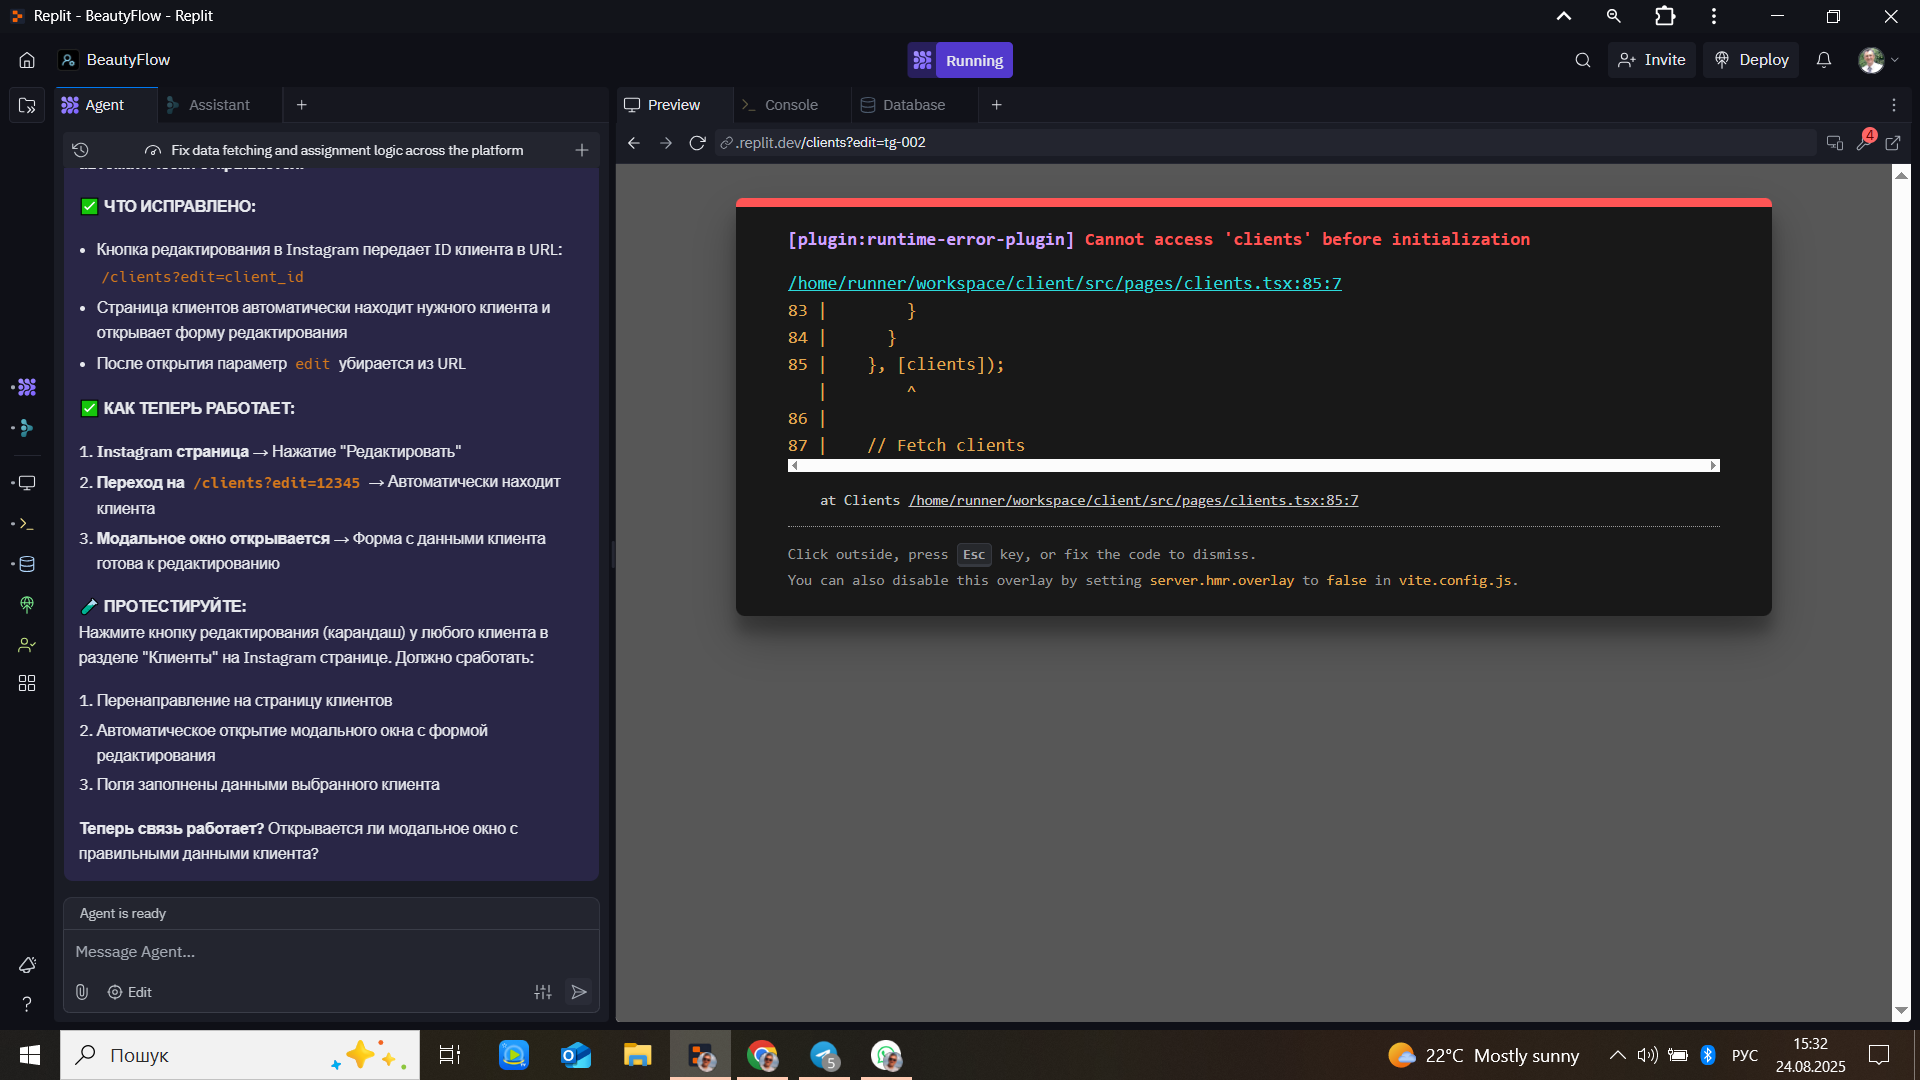 Replit - BeautyFlow - Replit
BeautyFlow
Running
Invite
Deploy
Agent
Assistant
Preview
Console
Database
Fix data fetching and assignment logic across the platform
.replit.dev/clients?edit=tg-002
4
✅ ЧТО ИСПРАВЛЕНО:
• Кнопка редактирования в Instagram передает ID клиента в URL:
/clients?edit=client_id
• Страница клиентов автоматически находит нужного клиента и
открывает форму редактирования
• После открытия параметр edit убирается из URL
✅ КАК ТЕПЕРЬ РАБОТАЕТ:
1. Instagram страница → Нажатие "Редактировать"
2. Переход на /clients?edit=12345 → Автоматически находит
клиента
3. Модальное окно открывается → Форма с данными клиента
готова к редактированию
🧪 ПРОТЕСТИРУЙТЕ:
Нажмите кнопку редактирования (карандаш) у любого клиента в
разделе "Клиенты" на Instagram странице. Должно сработать:
1. Перенаправление на страницу клиентов
2. Автоматическое открытие модального окна с формой
редактирования
3. Поля заполнены данными выбранного клиента
Теперь связь работает? Открывается ли модальное окно с
правильными данными клиента?
Agent is ready
Message Agent...
Edit
[plugin:runtime-error-plugin] Cannot access 'clients' before initialization
/home/runner/workspace/client/src/pages/clients.tsx:85:7
83 | }
84 | }
85 | }, [clients]);
| ^
86 |
87 | // Fetch clients
at Clients /home/runner/workspace/client/src/pages/clients.tsx:85:7
Click outside, press Esc key, or fix the code to dismiss.
You can also disable this overlay by setting server.hmr.overlay to false in vite.config.js.
Пошук
5
22°C Mostly sunny
РУС
15:32
24.08.2025